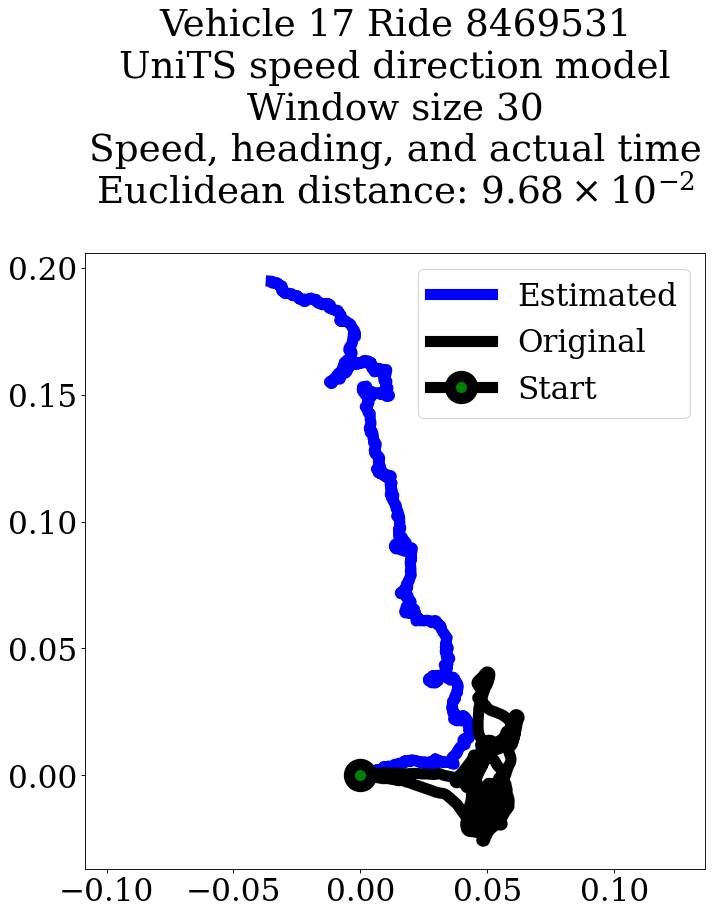 Vehicle 17 Ride 8469531
UniTS speed direction model
Window size 30
Speed, heading, and actual time
Euclidean distance: 9.68 × 10⁻²
Estimated
Original
Start
0.20
0.15
0.10
0.05
0.00
−0.10 −0.05 0.00 0.05 0.10